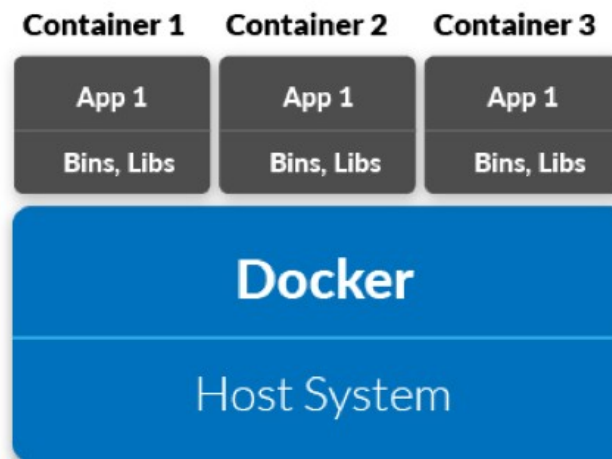 Container 1 Container 2 Container 3
App 1 App 1 App 1
Bins, Libs Bins, Libs Bins, Libs
Docker
Host System